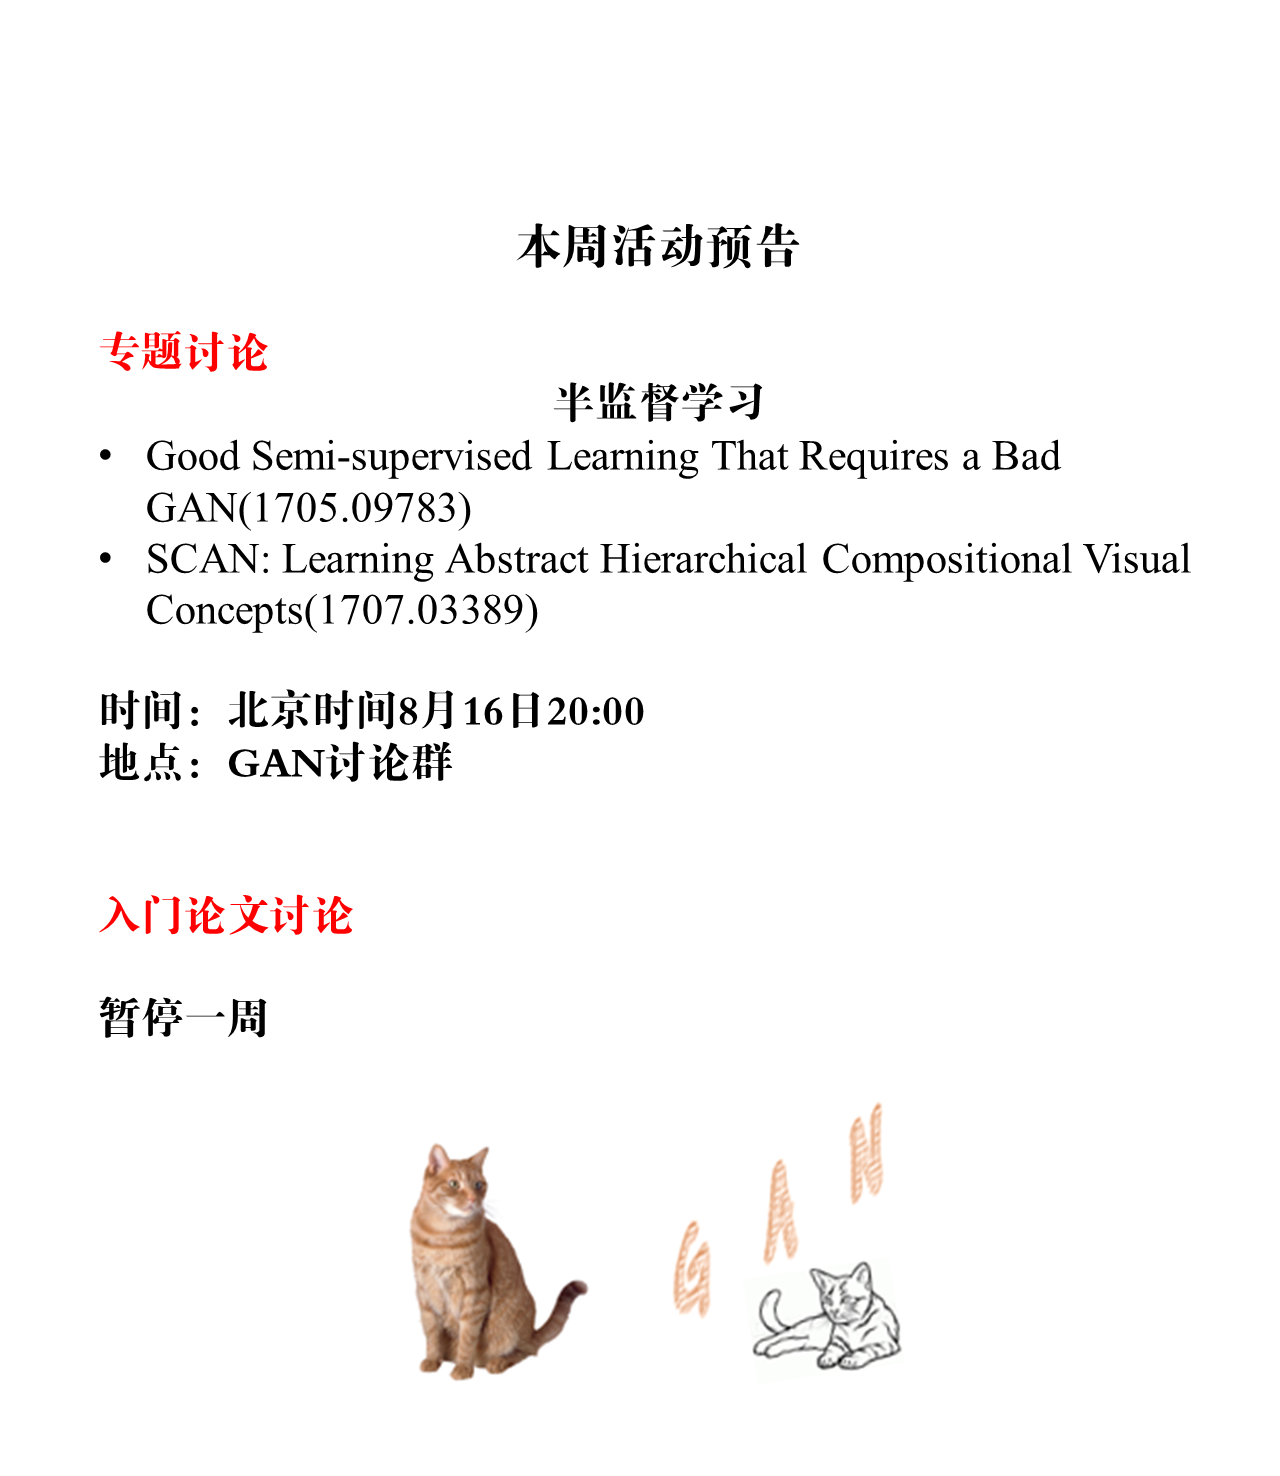 本周活动预告
专题讨论
半监督学习
• Good Semi-supervised Learning That Requires a Bad
GAN(1705.09783)
• SCAN: Learning Abstract Hierarchical Compositional Visual
Concepts(1707.03389)
时间：北京时间8月16日20:00
地点：GAN讨论群
入门论文讨论
暂停一周
GAN